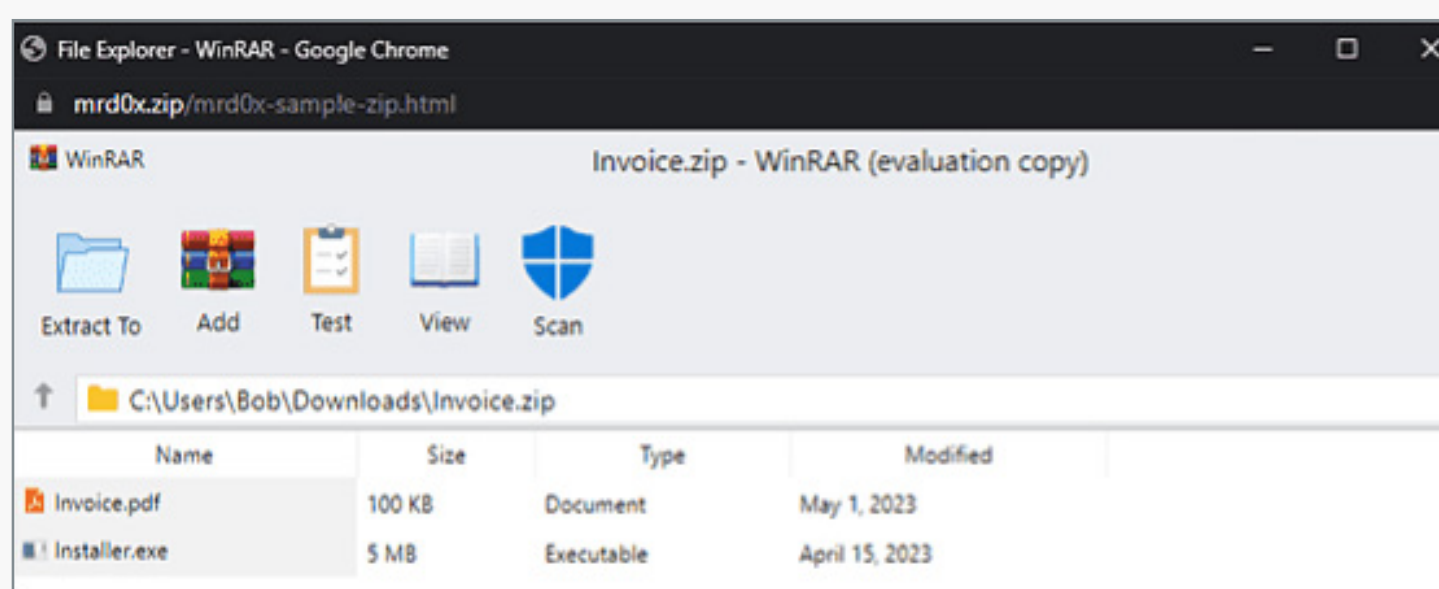 File Explorer - WinRAR - Google Chrome
mrd0x.zip/mrd0x-sample-zip.html
WinRAR Invoice.zip - WinRAR (evaluation copy)
Extract To Add Test View Scan
C:\Users\Bob\Downloads\Invoice.zip
Name Size Type Modified
Invoice.pdf 100 KB Document May 1, 2023
Installer.exe 5 MB Executable April 15, 2023